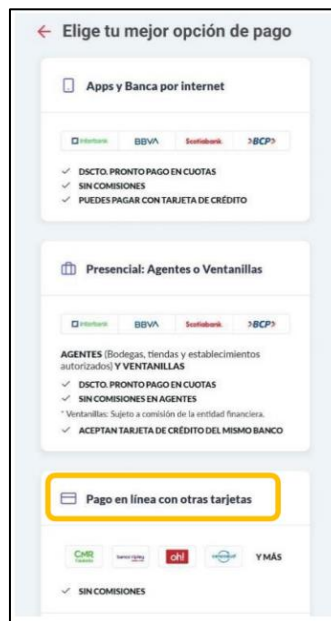 Elige tu mejor opción de pago
Apps y Banca por internet
Interbank BBVA Scotiabank >BCP>
DSCTO. PRONTO PAGO EN CUOTAS
SIN COMISIONES
PUEDES PAGAR CON TARJETA DE CRÉDITO
Presencial: Agentes o Ventanillas
Interbank BBVA Scotiabank >BCP>
AGENTES (Bodegas, tiendas y establecimientos
autorizados) Y VENTANILLAS
DSCTO. PRONTO PAGO EN CUOTAS
SIN COMISIONES EN AGENTES
* Ventanillas: Sujeto a comisión de la entidad financiera.
ACEPTAN TARJETA DE CRÉDITO DEL MISMO BANCO
Pago en línea con otras tarjetas
CMR banco ripley oh! Y MÁS
SIN COMISIONES